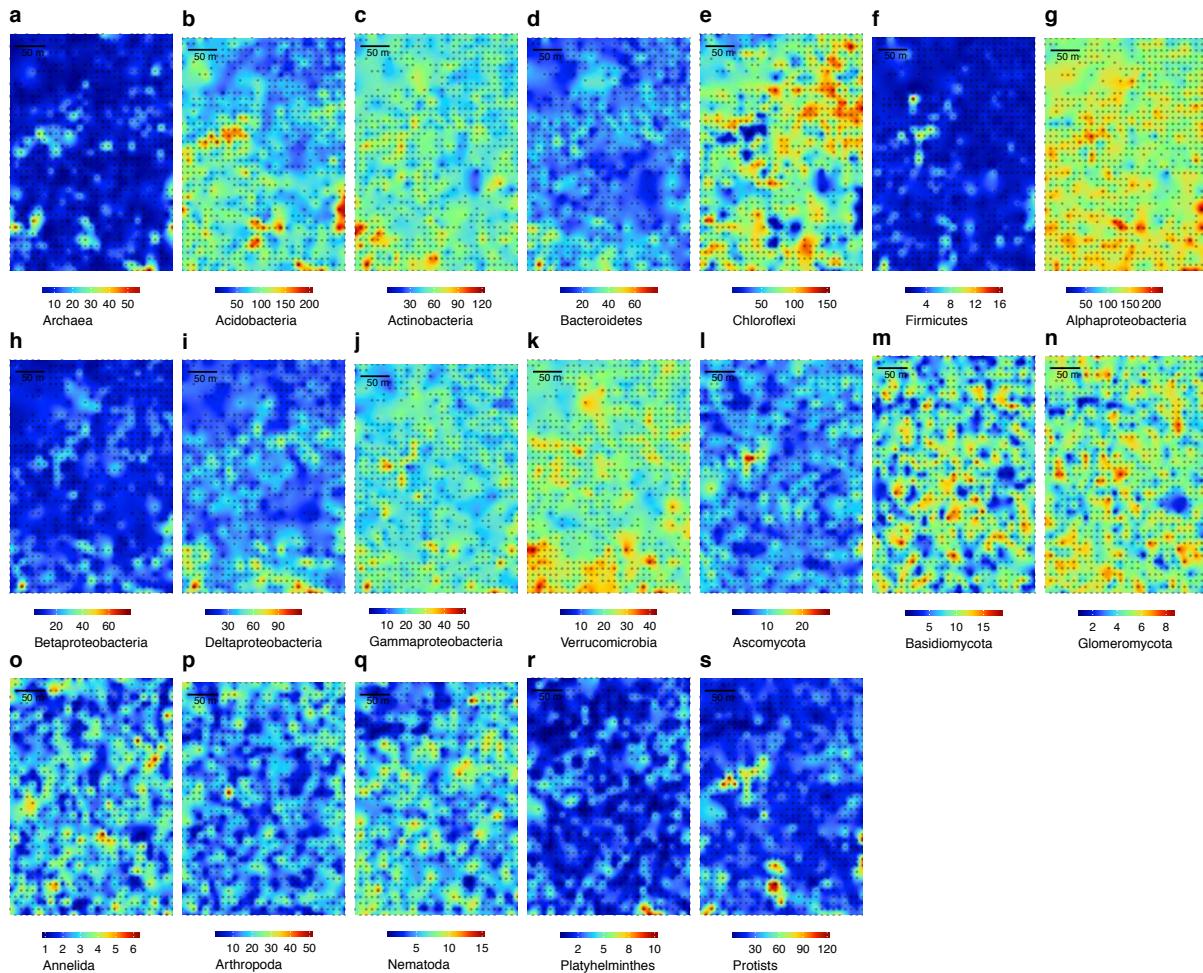 a b c d e f g
50 m 50 m 50 m 50 m 50 m 50 m 50 m
10 20 30 40 50 50 100 150 200 30 60 90 120 20 40 60 50 100 150 4 8 12 16 50 100 150 200
Archaea Acidobacteria Actinobacteria Bacteroidetes Chloroflexi Firmicutes Alphaproteobacteria
h i j k l m n
50 m 50 m 50 m 50 m 50 m 50 m 50 m
20 40 60 30 60 90 10 20 30 40 50 10 20 30 40 10 20 5 10 15 2 4 6 8
Betaproteobacteria Deltaproteobacteria Gammaproteobacteria Verrucomicrobia Ascomycota Basidiomycota Glomeromycota
o p q r s
50 m 50 m 50 m 50 m 50 m
1 2 3 4 5 6 10 20 30 40 50 5 10 15 2 5 6 8 10 30 60 90 120
Annelida Arthropoda Nematoda Platyhelminthes Protists